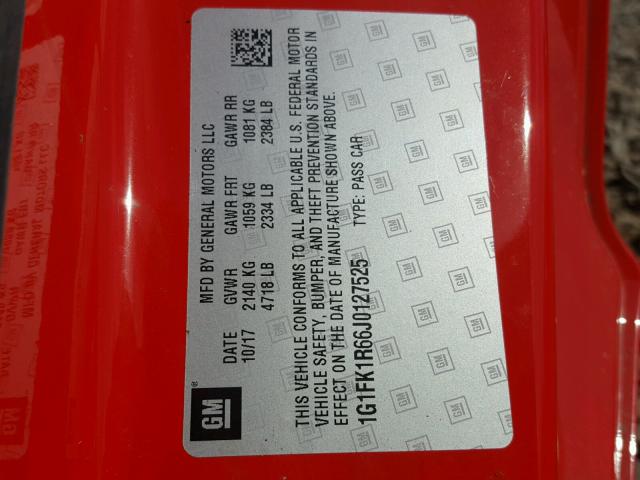 GM
MFD BY GENERAL MOTORS LLC
DATE GVWR GAWR FRT GAWR RR
10/17 2140 KG 1059 KG 1081 KG
4718 LB 2334 LB 2384 LB
THIS VEHICLE CONFORMS TO ALL APPLICABLE U.S. FEDERAL MOTOR
VEHICLE SAFETY, BUMPER, AND THEFT PREVENTION STANDARDS IN
EFFECT ON THE DATE OF MANUFACTURE SHOWN ABOVE.
1G1FK1R66J0127525 TYPE: PASS CAR